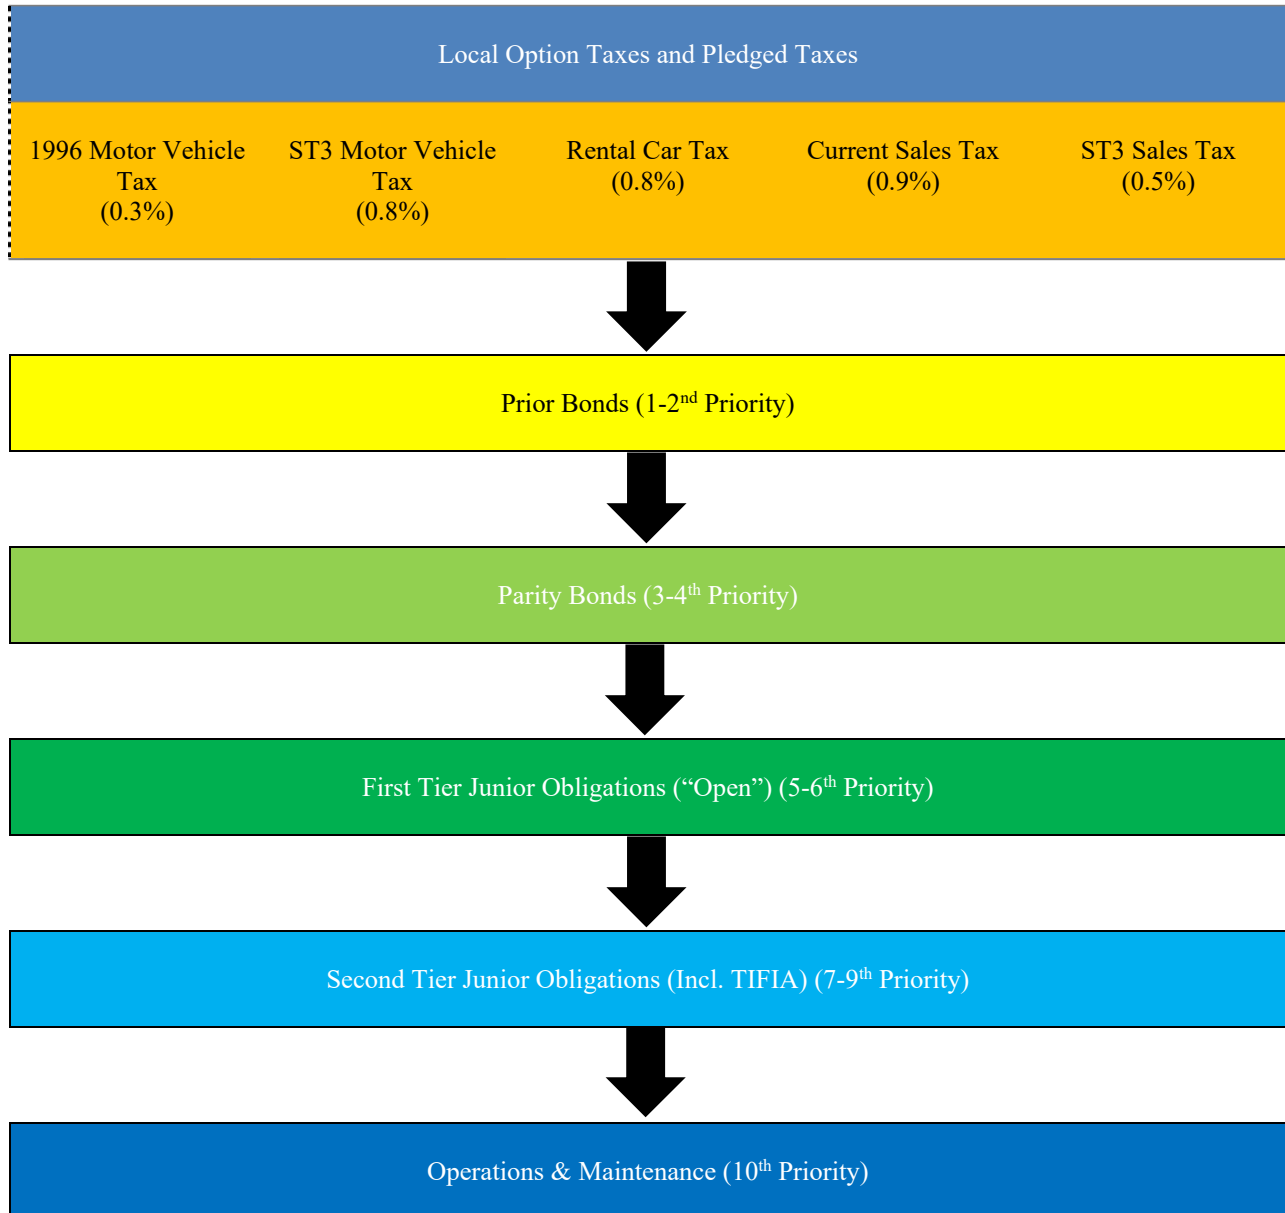 Local Option Taxes and Pledged Taxes
1996 Motor Vehicle
Tax
(0.3%)
ST3 Motor Vehicle
Tax
(0.8%)
Rental Car Tax
(0.8%)
Current Sales Tax
(0.9%)
ST3 Sales Tax
(0.5%)
Prior Bonds (1-2nd Priority)
Parity Bonds (3-4th Priority)
First Tier Junior Obligations (“Open”) (5-6th Priority)
Second Tier Junior Obligations (Incl. TIFIA) (7-9th Priority)
Operations & Maintenance (10th Priority)